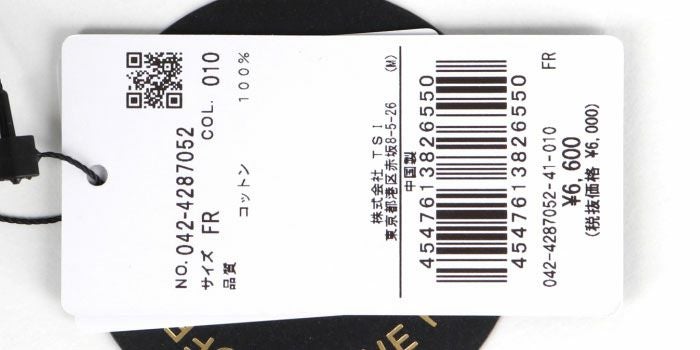 NO. 042-4287052
サイズ FR COL. 010
品質
コットン 100%
株式会社 TSI (M)
東京都港区赤坂8-5-26
中国製
4547613826550
4547613826550
042-4287052-41-010 FR
¥6,600
(税抜価格 ¥6,000)